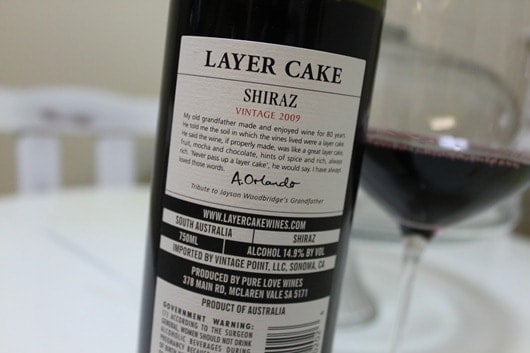 LAYER CAKE
SHIRAZ
VINTAGE 2009
My old grandfather made and enjoyed wine for 80 years.
He told me the soil in which the vines lived were a layer cake.
He said the wine, if properly made, was like a great layer cake,
fruit, mocha and chocolate, hints of spice and rich, always
rich. 'Never pass up a layer cake', he would say. I have always
loved those words.
A. Orlando
Tribute to Jayson Woodbridge's Grandfather
WWW.LAYERCAKEWINES.COM
SOUTH AUSTRALIA SHIRAZ
750ML ALCOHOL 14.9% BY VOL
IMPORTED BY VINTAGE POINT, LLC, SONOMA, CA
PRODUCED BY PURE LOVE WINES
378 MAIN RD, MCLAREN VALE SA 5171
PRODUCT OF AUSTRALIA
GOVERNMENT WARNING:
(1) ACCORDING TO THE SURGEON
GENERAL, WOMEN SHOULD NOT DRINK
ALCOHOLIC BEVERAGES DURING
PREGNANCY BECAUSE